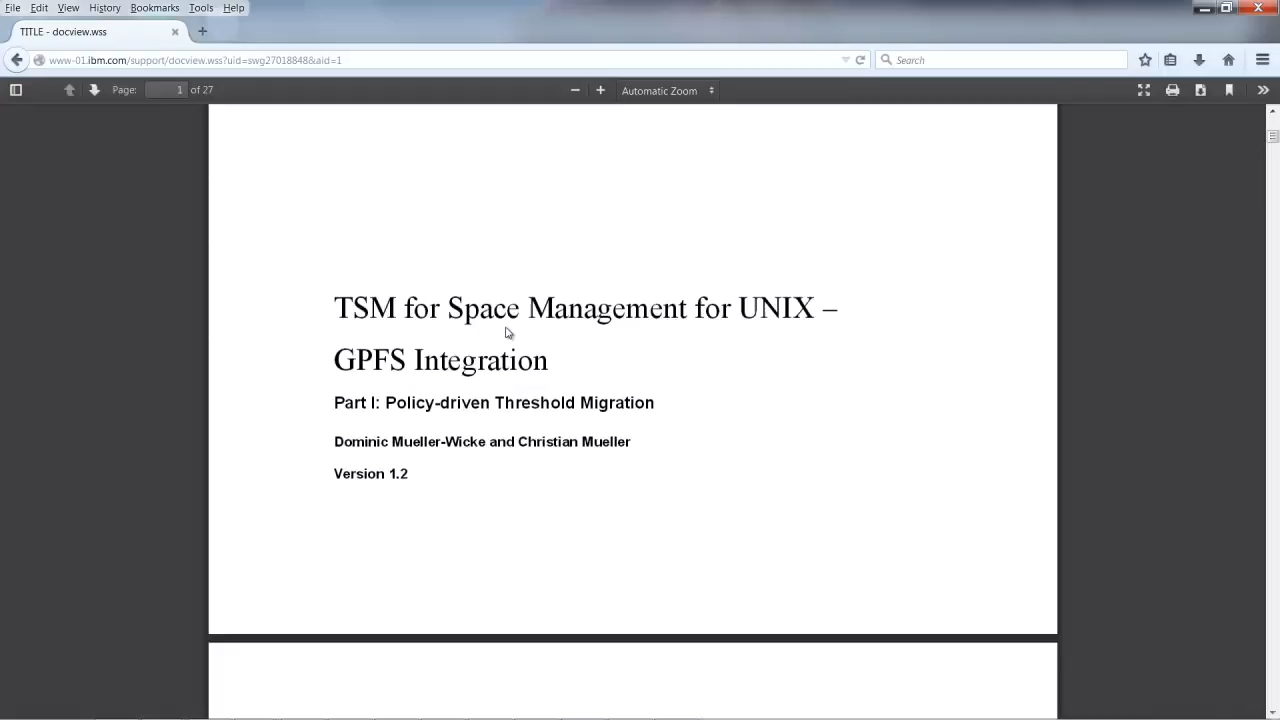 File Edit View History Bookmarks Tools Help
TITLE - docview.wss
www-01.ibm.com/support/docview.wss?uid=swg27018848&aid=1 Search
Page: 1 of 27 Automatic Zoom
TSM for Space Management for UNIX –
GPFS Integration
Part I: Policy-driven Threshold Migration
Dominic Mueller-Wicke and Christian Mueller
Version 1.2